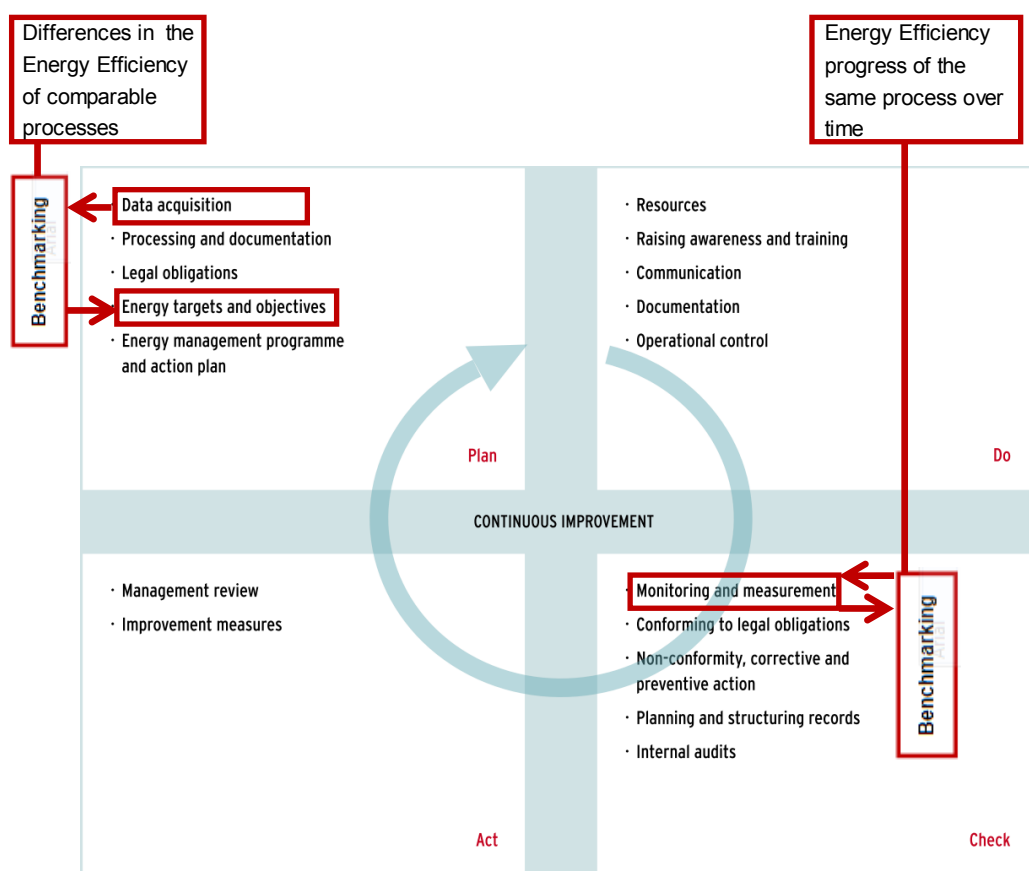 Differences in the
Energy Efficiency
of comparable
processes
Energy Efficiency
progress of the
same process over
time
Benchmarking
Arial
· Data acquisition
· Processing and documentation
· Legal obligations
· Energy targets and objectives
· Energy management programme
and action plan
Plan
· Resources
· Raising awareness and training
· Communication
· Documentation
· Operational control
Do
CONTINUOUS IMPROVEMENT
· Management review
· Improvement measures
Act
· Monitoring and measurement
· Conforming to legal obligations
· Non-conformity, corrective and
preventive action
· Planning and structuring records
· Internal audits
Check
Benchmarking
Arial